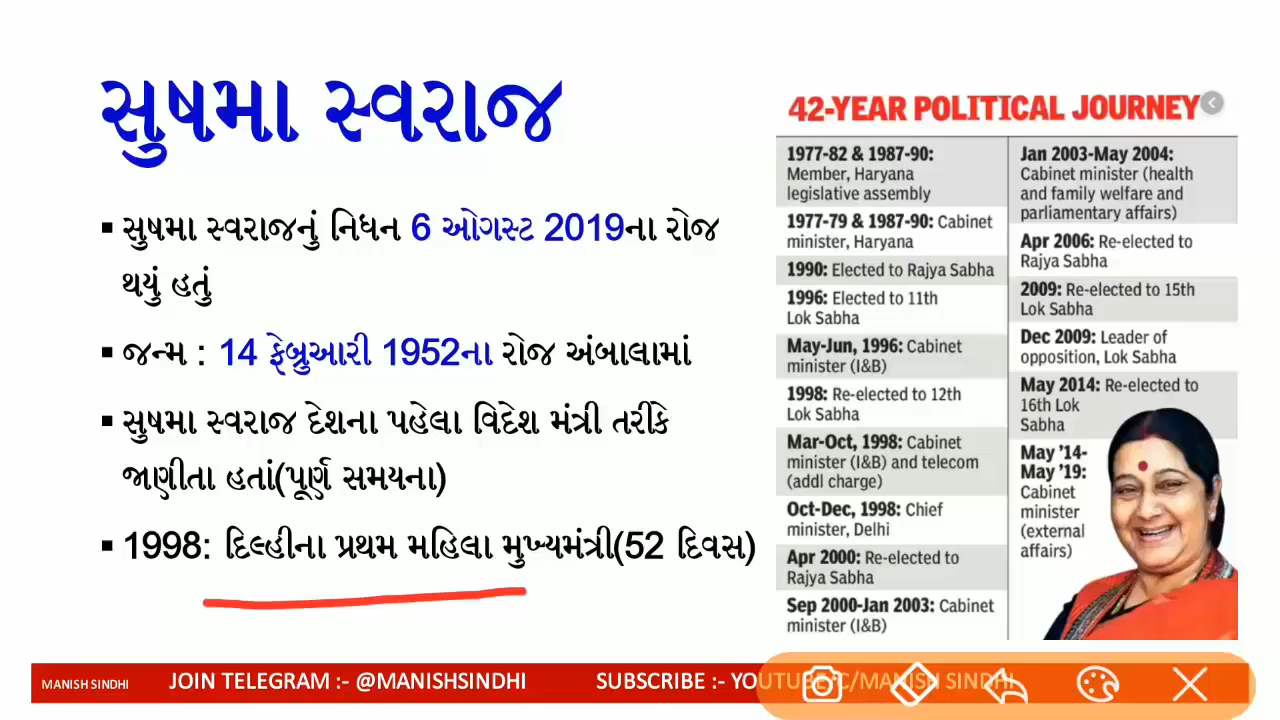 સુષમા સ્વરાજ
▪ સુષમા સ્વરાજનું નિધન 6 ઓગસ્ટ 2019ના રોજ
થયું હતું
▪ જન્મ : 14 ફેબ્રુઆરી 1952ના રોજ અંબાલામાં
▪ સુષમા સ્વરાજ દેશના પહેલા વિદેશ મંત્રી તરીકે
જાણીતા હતાં(પૂર્ણ સમયના)
▪ 1998: દિલ્હીના પ્રથમ મહિલા મુખ્યમંત્રી(52 દિવસ)
42-YEAR POLITICAL JOURNEY
1977-82 & 1987-90:
Member, Haryana
legislative assembly
1977-79 & 1987-90: Cabinet
minister, Haryana
1990: Elected to Rajya Sabha
1996: Elected to 11th
Lok Sabha
May-Jun, 1996: Cabinet
minister (I&B)
1998: Re-elected to 12th
Lok Sabha
Mar-Oct, 1998: Cabinet
minister (I&B) and telecom
(addl charge)
Oct-Dec, 1998: Chief
minister, Delhi
Apr 2000: Re-elected to
Rajya Sabha
Sep 2000-Jan 2003: Cabinet
minister (I&B)
Jan 2003-May 2004:
Cabinet minister (health
and family welfare and
parliamentary affairs)
Apr 2006: Re-elected to
Rajya Sabha
2009: Re-elected to 15th
Lok Sabha
Dec 2009: Leader of
opposition, Lok Sabha
May 2014: Re-elected to
16th Lok
Sabha
May '14-
May '19:
Cabinet
minister
(external
affairs)
MANISH SINDHI
JOIN TELEGRAM :- @MANISHSINDHI
SUBSCRIBE :- YOUTUBE/C/MANISH SINDHI